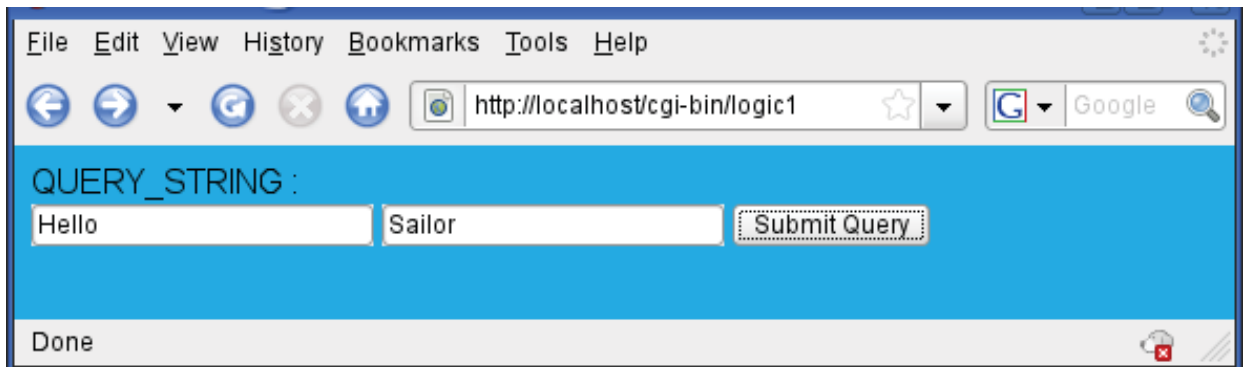 File Edit View History Bookmarks Tools Help
http://localhost/cgi-bin/logic1 G Google
QUERY_STRING :
Hello Sailor Submit Query
Done